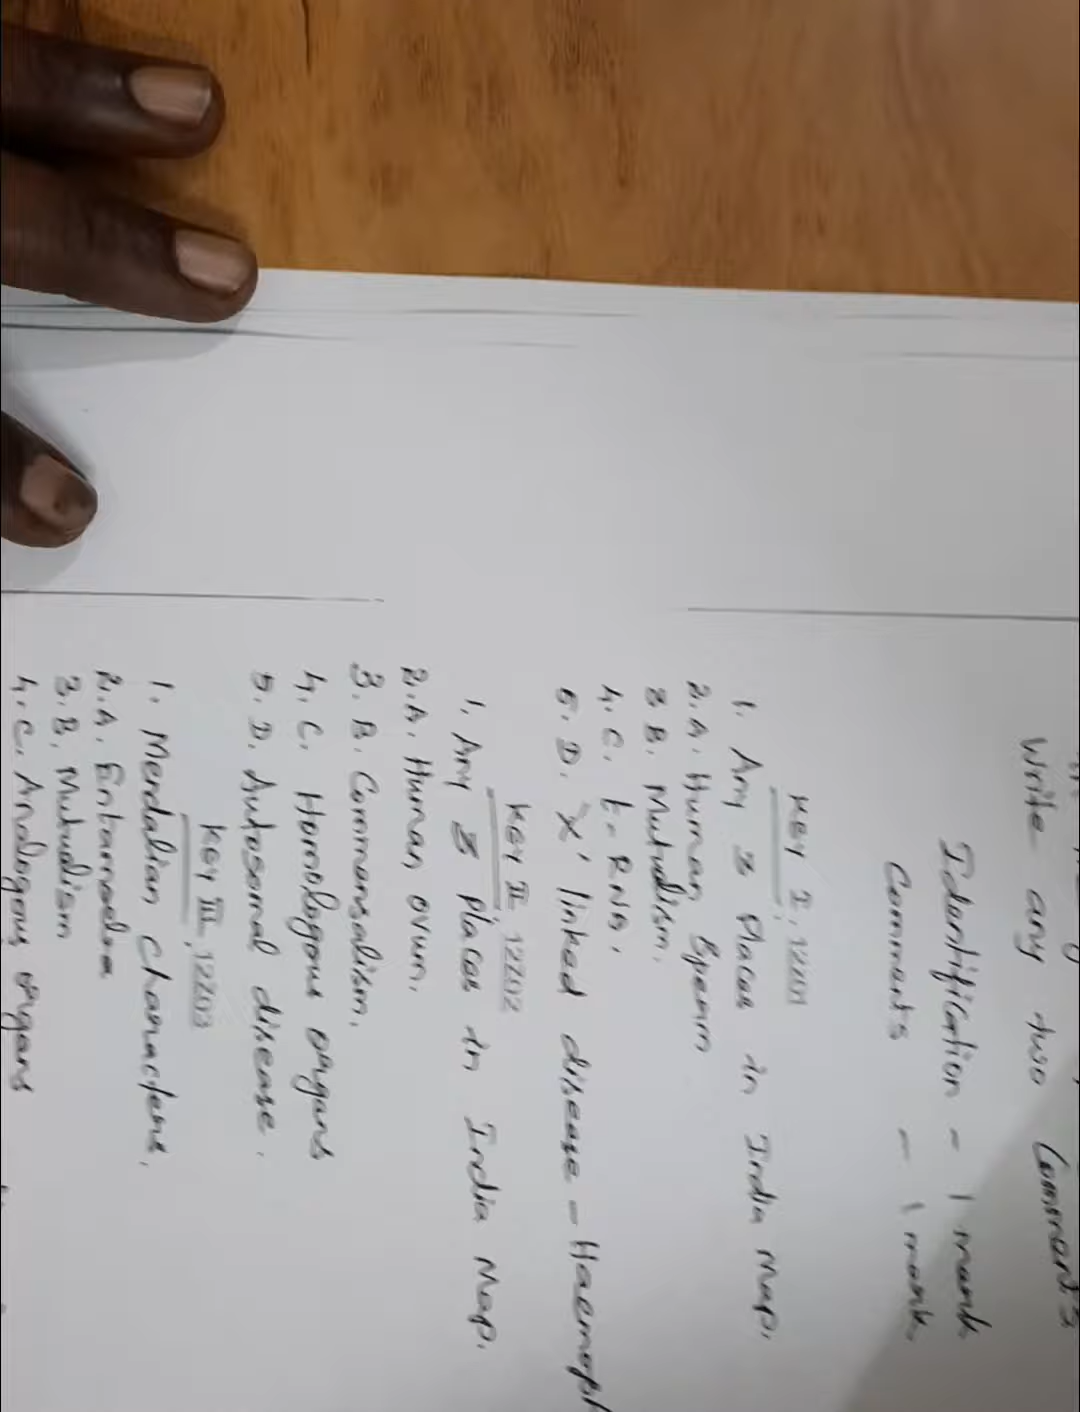 Write any two Comments
Identification - 1 mark
Comments - 1 mark
KEY I, 12201
1. Any 3 Places in India Map.
2. A. Human Sperm
3 B. Mutulism.
4. C. t-RNA.
5. D. 'X' linked disease - Haemoph
KEY II, 12202
1. Any 3 places in India Map.
2. A. Human Ovum.
3. B. Commensalism.
4. C. Homologous organs
5. D. Autosomal disease.
KEY III, 12203
1. Mendalian characters.
2. A. Entamoeba
3. B. Mutualism
4. C. Analogous organs